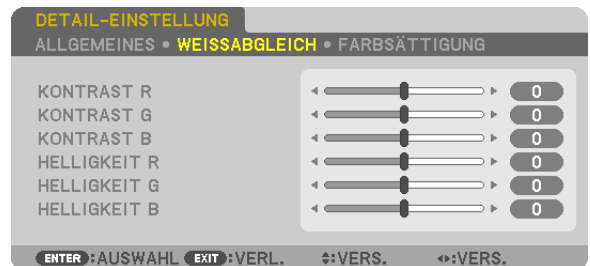 DETAIL-EINSTELLUNG
ALLGEMEINES • WEISSABGLEICH • FARBSÄTTIGUNG
KONTRAST R 0
KONTRAST G 0
KONTRAST B 0
HELLIGKEIT R 0
HELLIGKEIT G 0
HELLIGKEIT B 0
ENTER :AUSWAHL EXIT :VERL. :VERS. :VERS.